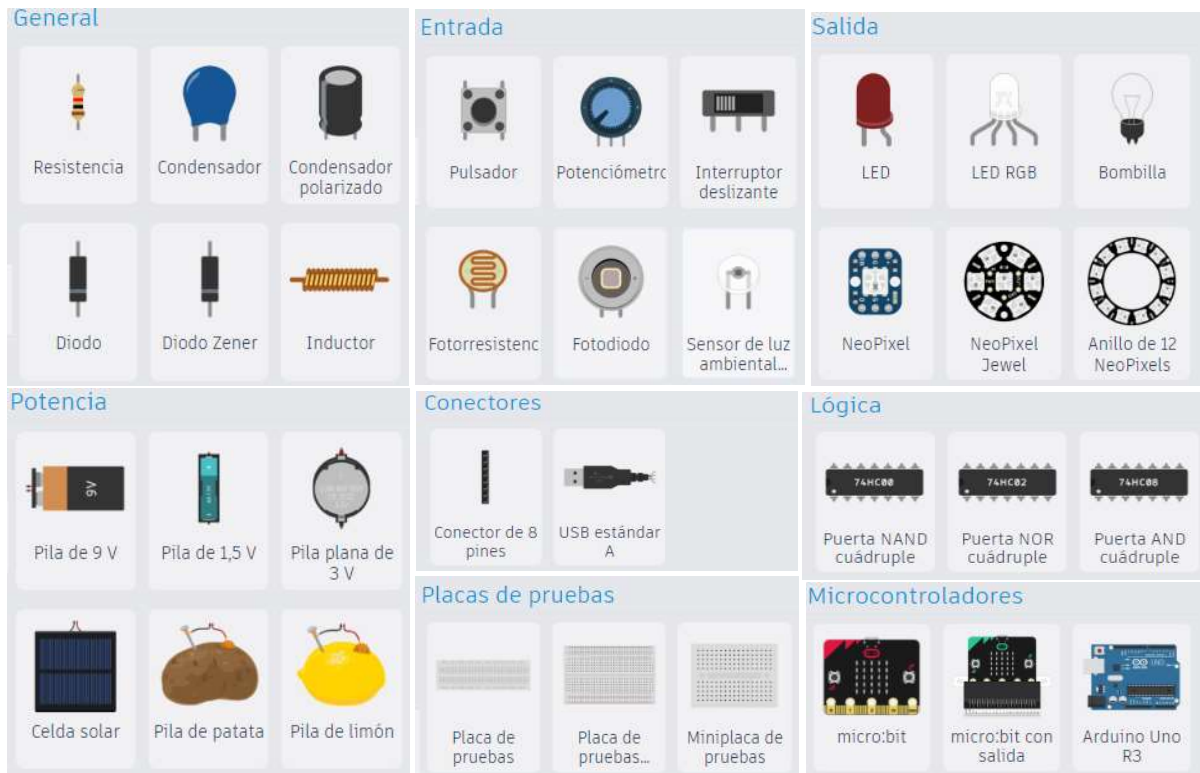 General
Resistencia
Condensador
Condensador
polarizado
Diodo
Diodo Zener
Inductor
Entrada
Pulsador
Potenciómetrc
Interruptor
deslizante
Fotorresistenc
Fotodiodo
Sensor de luz
ambiental...
Salida
LED
LED RGB
Bombilla
NeoPixel
NeoPixel
Jewel
Anillo de 12
NeoPixels
Potencia
9V
Pila de 9 V
Pila de 1,5 V
Pila plana de
3 V
Celda solar
Pila de patata
Pila de limón
Conectores
Conector de 8
pines
USB estándar
A
Lógica
74HC00
Puerta NAND
cuádruple
74HC02
Puerta NOR
cuádruple
74HC08
Puerta AND
cuádruple
Placas de pruebas
Placa de
pruebas
Placa de
pruebas...
Miniplaca de
pruebas
Microcontroladores
micro:bit
micro:bit con
salida
UNO
Arduino Uno
R3